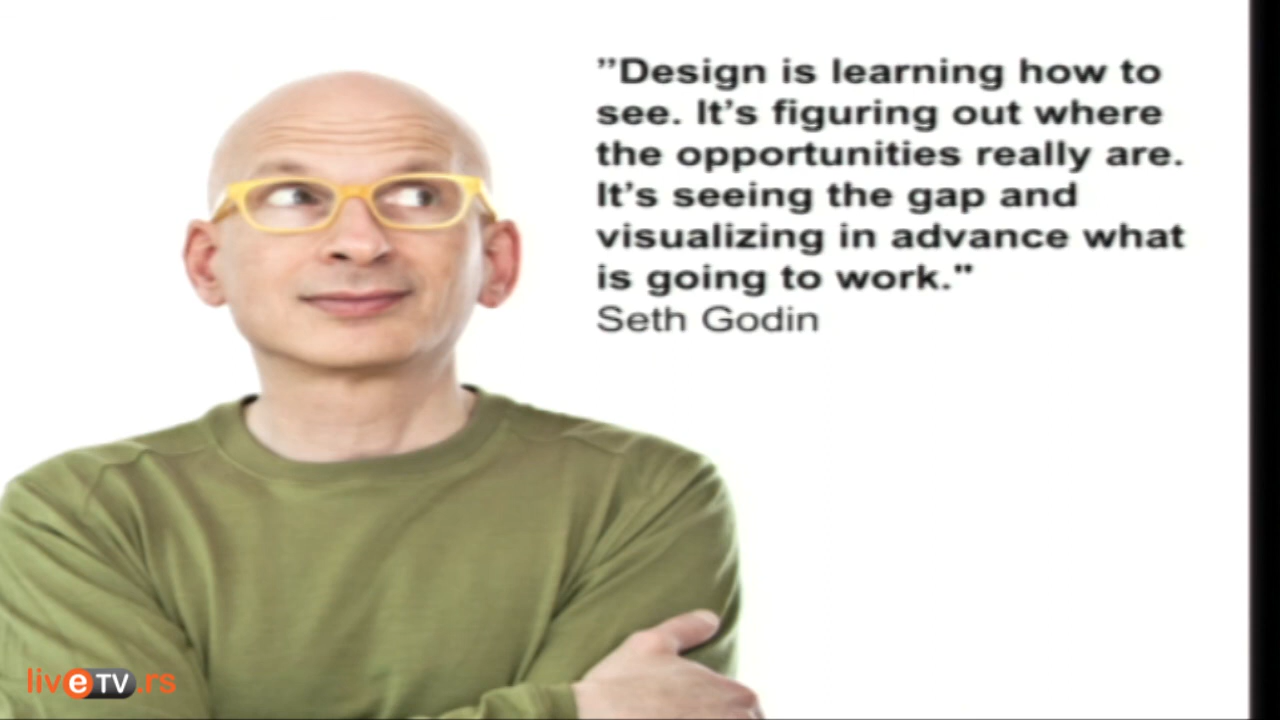 ”Design is learning how to
see. It’s figuring out where
the opportunities really are.
It’s seeing the gap and
visualizing in advance what
is going to work."
Seth Godin
liveTV.rs